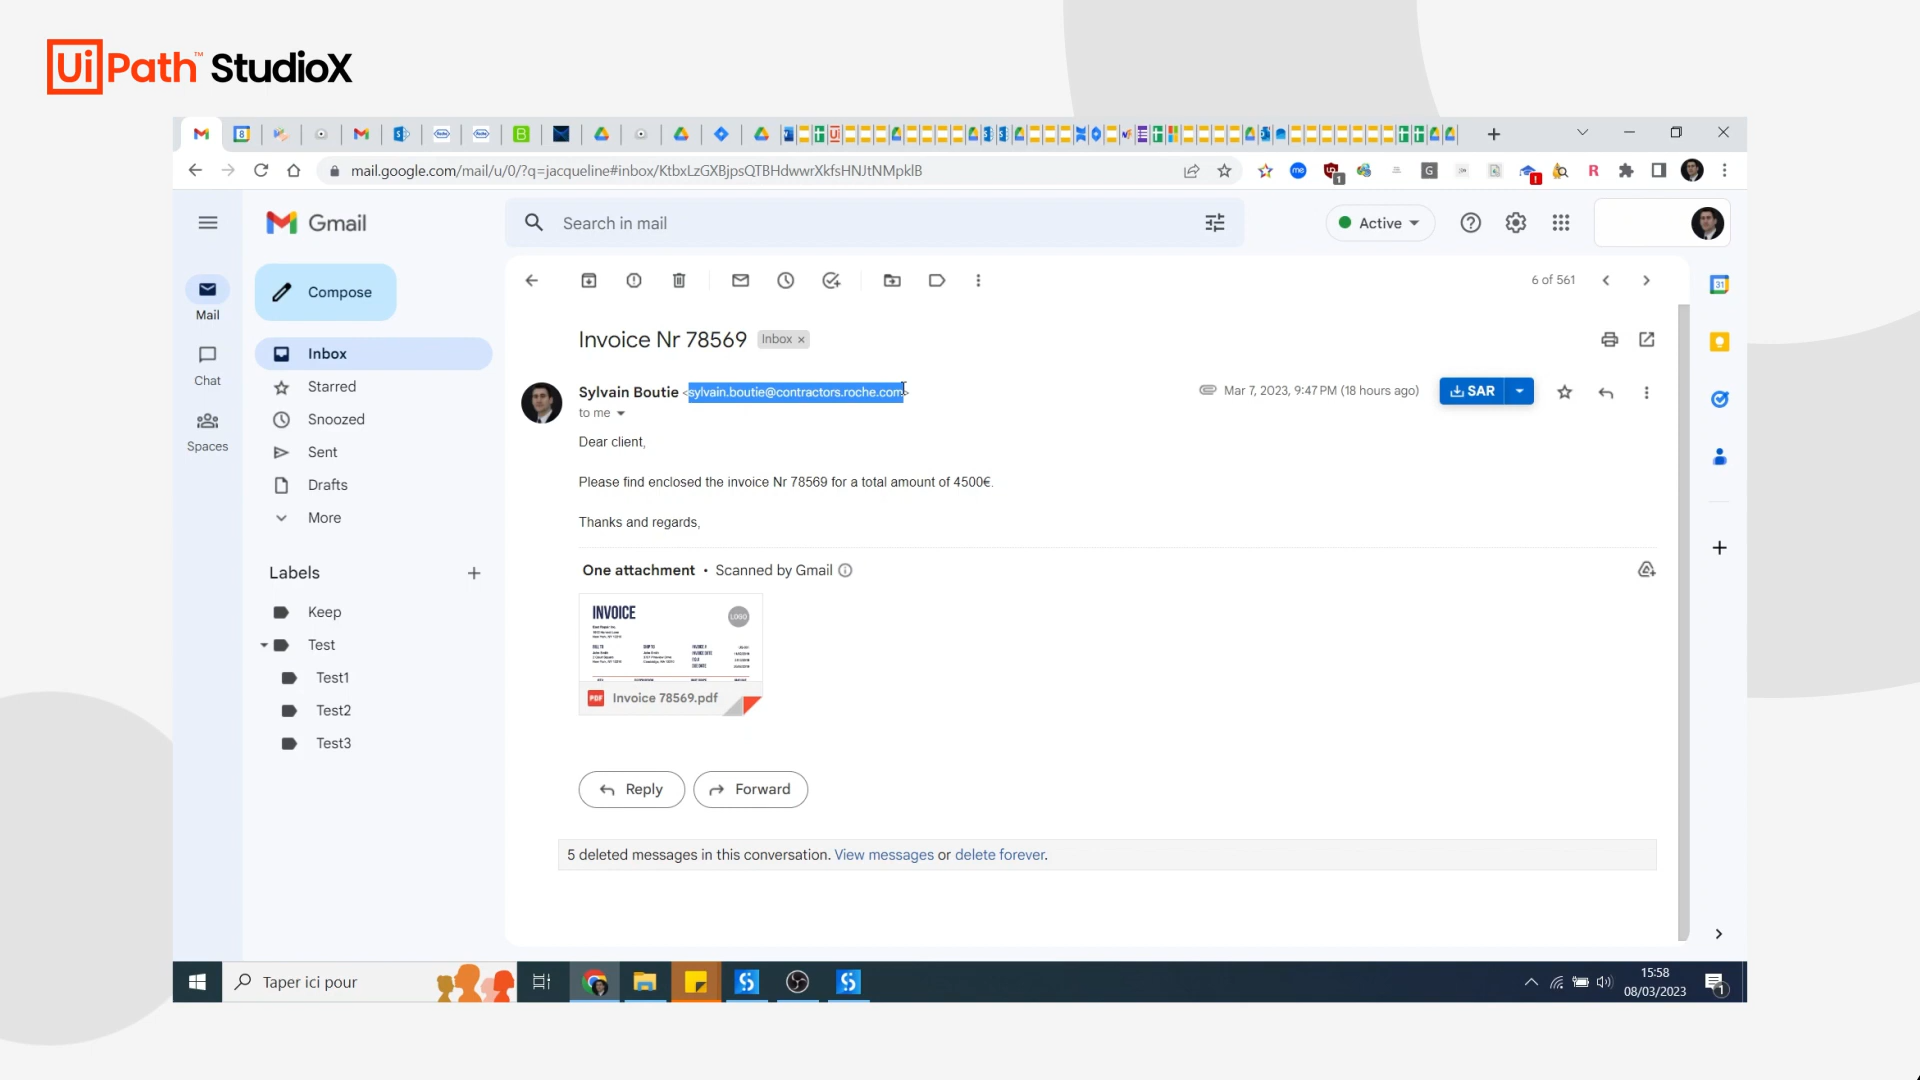 UiPath™ StudioX
mail.google.com/mail/u/0/?q=jacqueline#inbox/KtbxLzGXBjpsQTBHdwwrXkfsHNJtNMpklB
Gmail
Search in mail
Active
Compose
6 of 561
Mail
Chat
Spaces
Inbox
Starred
Snoozed
Sent
Drafts
More
Labels
Keep
Test
Test1
Test2
Test3
Invoice Nr 78569 Inbox ×
Sylvain Boutie <sylvain.boutie@contractors.roche.com>
Mar 7, 2023, 9:47 PM (18 hours ago)
SAR
to me
Dear client,
Please find enclosed the invoice Nr 78569 for a total amount of 4500€.
Thanks and regards,
One attachment • Scanned by Gmail
INVOICE
LOGO
PDF Invoice 78569.pdf
Reply
Forward
5 deleted messages in this conversation. View messages or delete forever.
Taper ici pour
15:58
08/03/2023
1